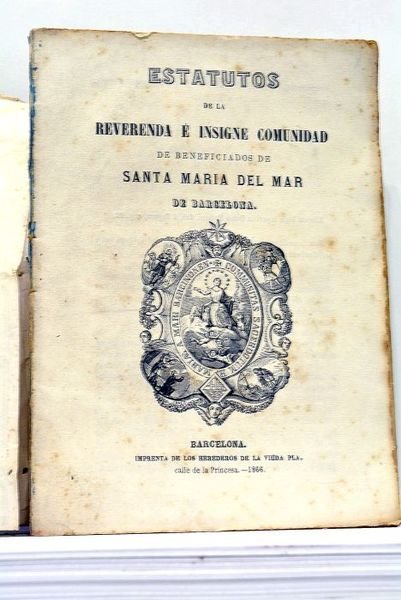 ESTATUTOS
DE LA
REVERENDA É INSIGNE COMUNIDAD
DE BENEFICIADOS DE
SANTA MARIA DEL MAR
DE BARCELONA.
COMMUNITAS
BARCELONA.
IMPRENTA DE LOS HEREDEROS DE LA VIUDA PLA.
calle de la Princesa.—1866.